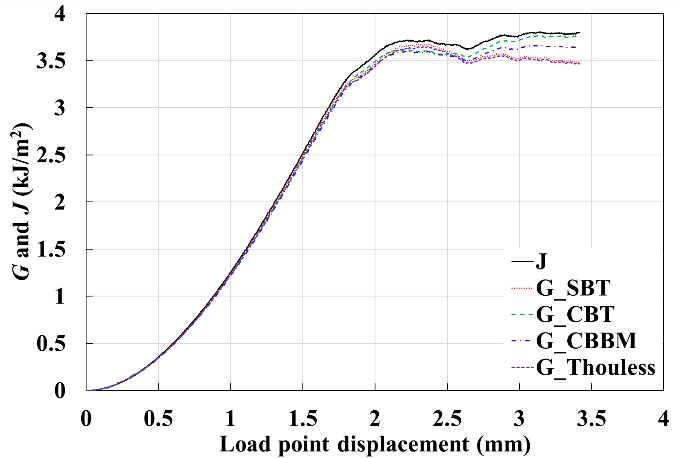 4
3.5
3
2.5
2
1.5
1
0.5
0
G and J (kJ/m²)
J
G_SBT
G_CBT
G_CBBM
G_Thouless
0 0.5 1 1.5 2 2.5 3 3.5 4
Load point displacement (mm)